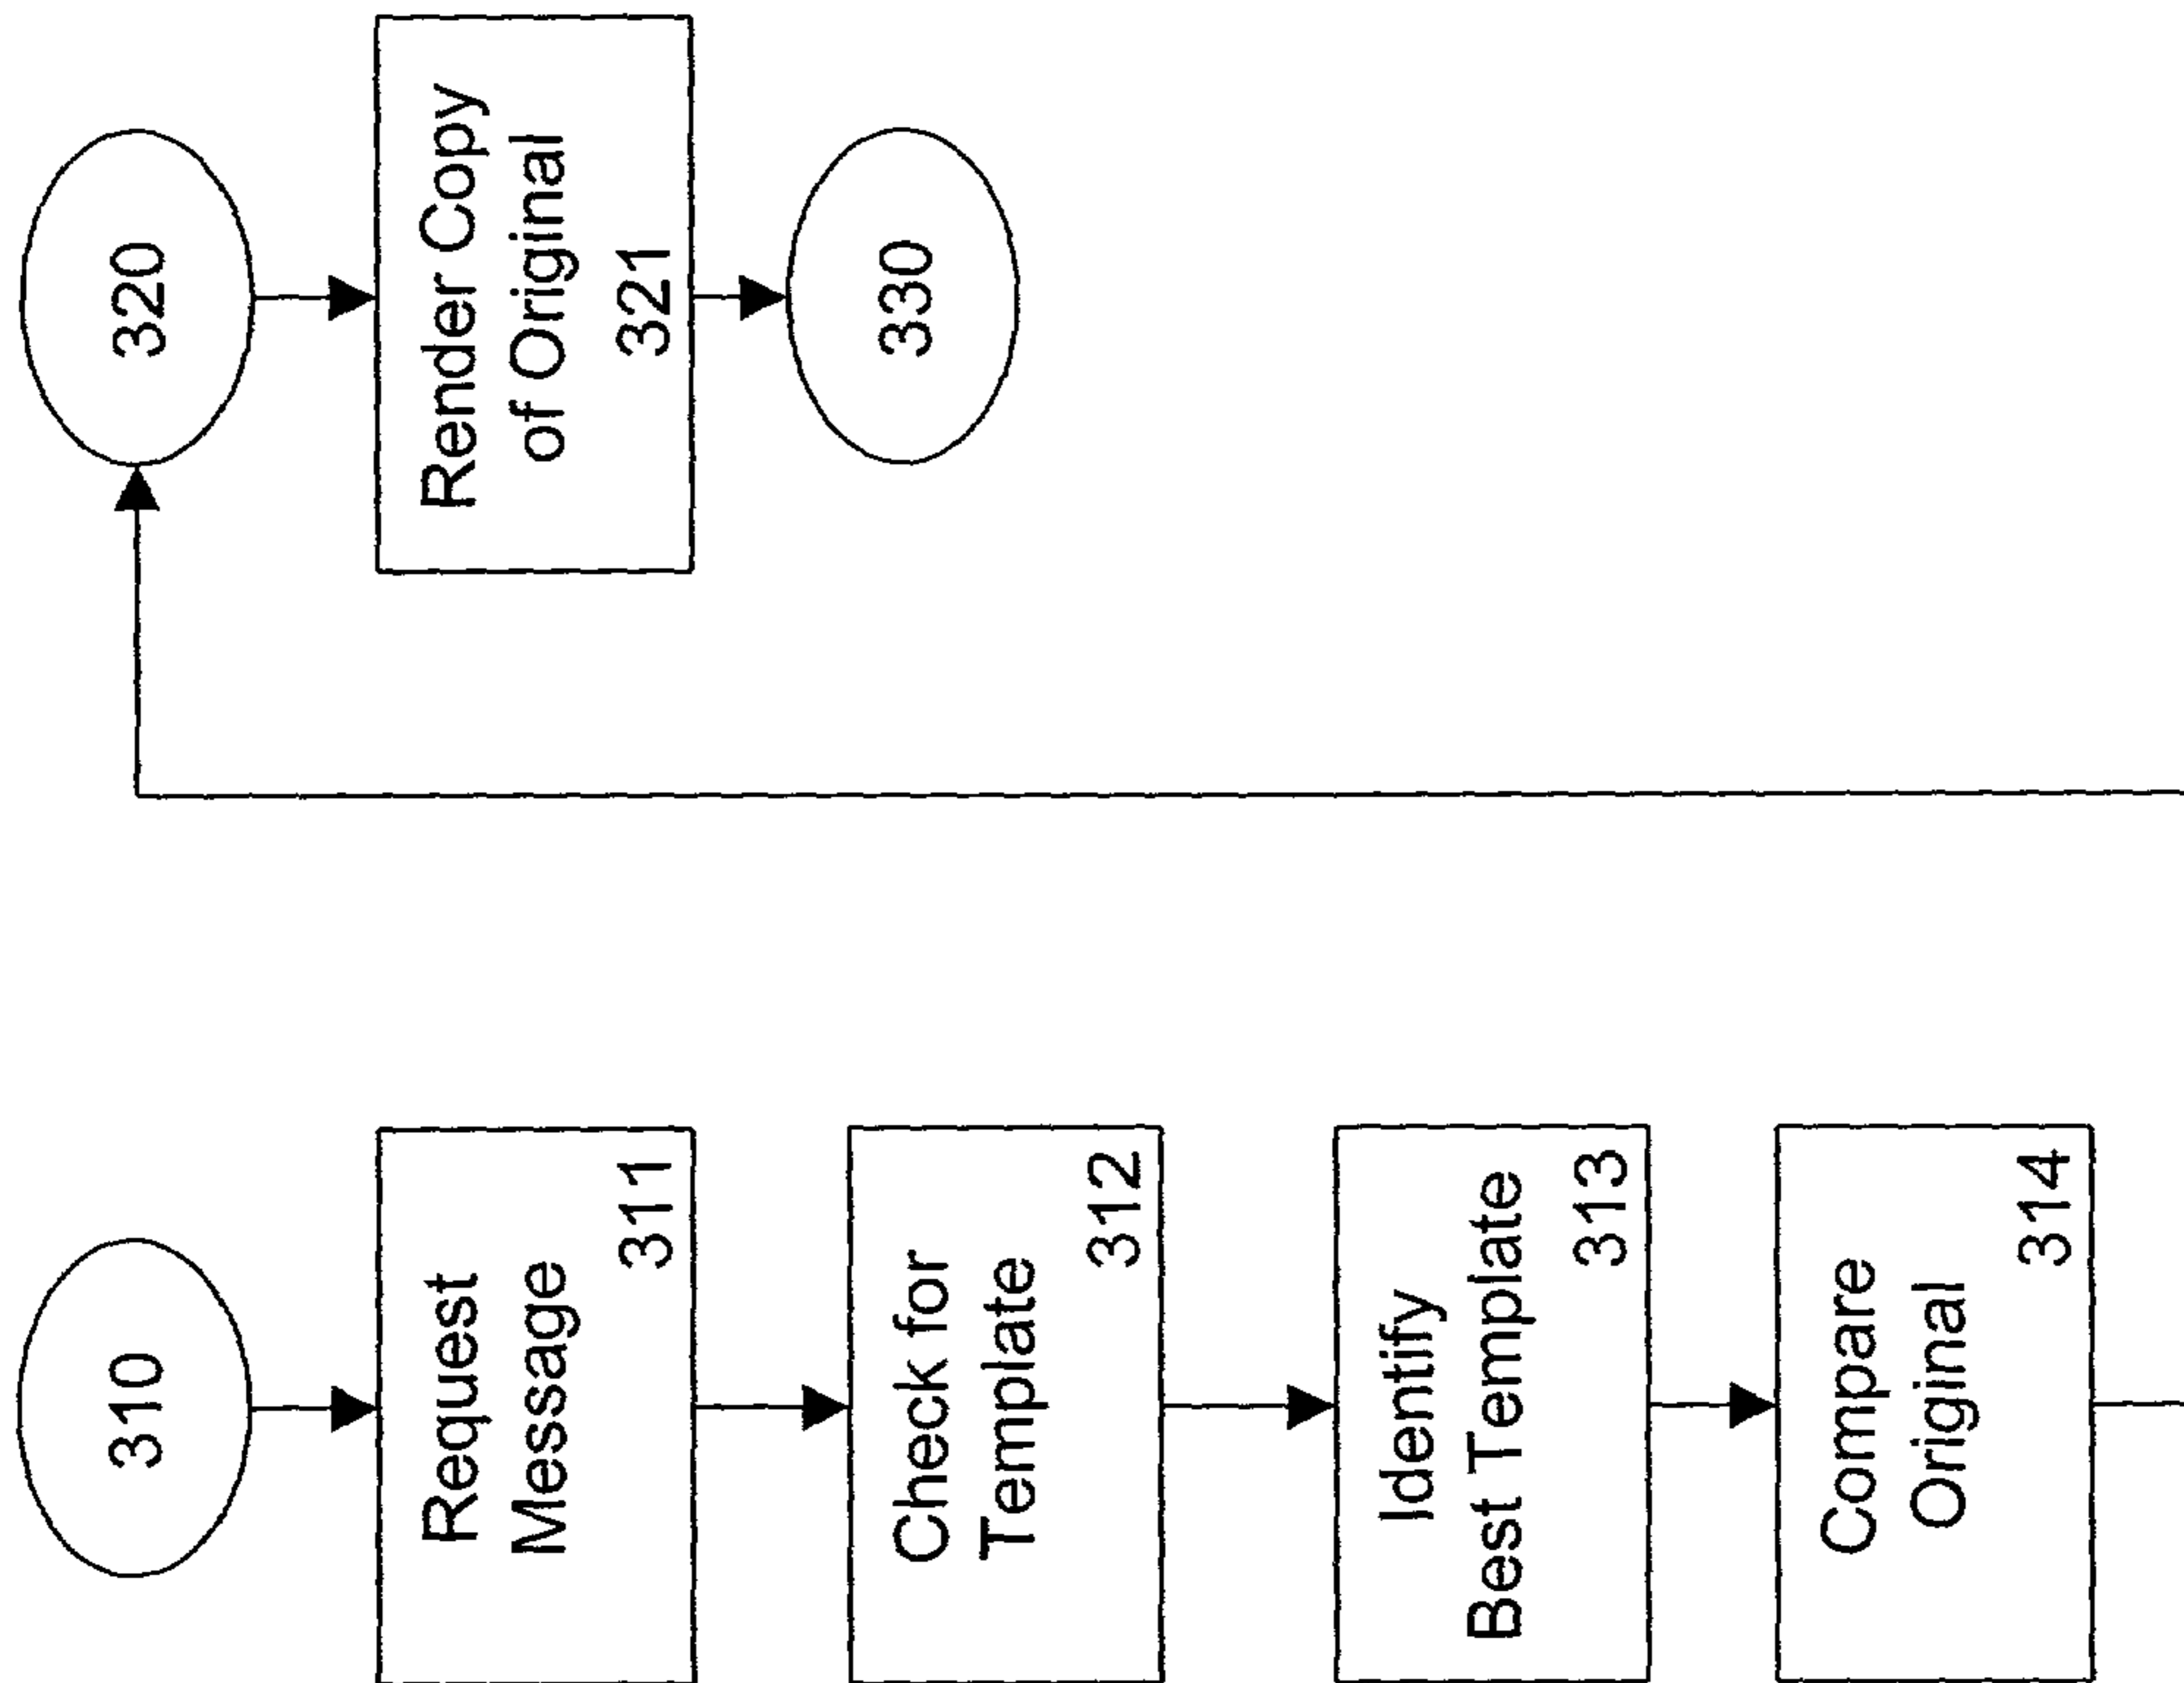 310
Request
Message
311
Check for
Template
312
Identify
Best Template
313
Compare
Original
314
320
Render Copy
of Original
321
330